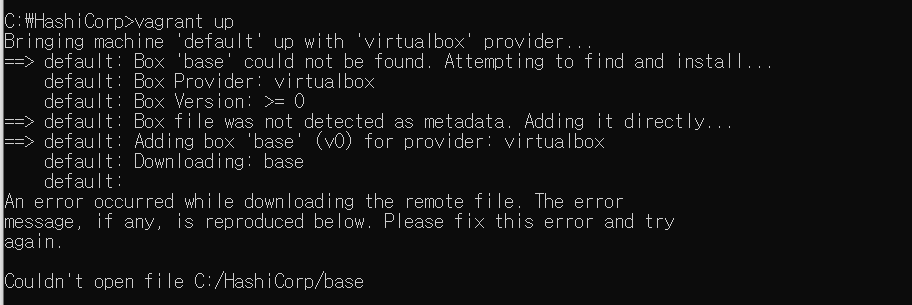 C:₩HashiCorp>vagrant up
Bringing machine 'default' up with 'virtualbox' provider...
==> default: Box 'base' could not be found. Attempting to find and install...
    default: Box Provider: virtualbox
    default: Box Version: >= 0
==> default: Box file was not detected as metadata. Adding it directly...
==> default: Adding box 'base' (v0) for provider: virtualbox
    default: Downloading: base
    default:
An error occurred while downloading the remote file. The error
message, if any, is reproduced below. Please fix this error and try
again.
Couldn't open file C:/HashiCorp/base